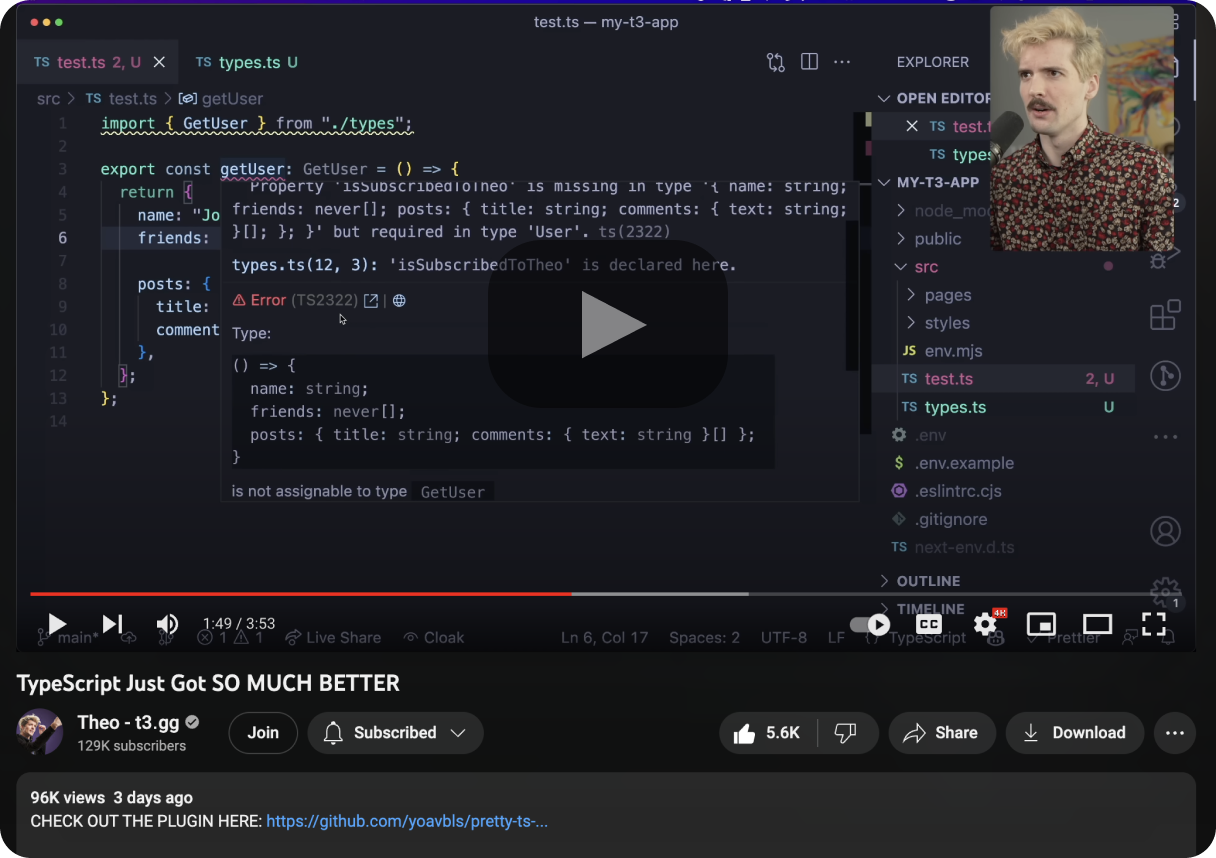 test.ts — my-t3-app
TS test.ts 2, U
TS types.ts U
EXPLORER
src > TS test.ts > getUser
1 import { GetUser } from "./types";
2
3 export const getUser: GetUser = () => {
4 return {
5 name: "Jo
6 friends:
7
8 posts: {
9 title:
10 comment
11 },
12 };
13 };
14
Property 'isSubscribedToTheo' is missing in type '{ name: string;
friends: never[]; posts: { title: string; comments: { text: string;
}[]; }; }' but required in type 'User'. ts(2322)
types.ts(12, 3): 'isSubscribedToTheo' is declared here.
Error (TS2322) |
Type:
() => {
name: string;
friends: never[];
posts: { title: string; comments: { text: string }[] };
}
is not assignable to type GetUser
OPEN EDITOR
TS test.t
TS types
MY-T3-APP
node_mo
public
src
pages
styles
JS env.mjs
TS test.ts 2, U
TS types.ts U
.env
$ .env.example
.eslintrc.cjs
.gitignore
TS next-env.d.ts
OUTLINE
TIMELINE
2
1
1:49 / 3:53
CC
4K
main*
1 1
Live Share
Cloak
Ln 6, Col 17
Spaces: 2
UTF-8
LF
{} TypeScript
Prettier
TypeScript Just Got SO MUCH BETTER
Theo - t3.gg
129K subscribers
Join
Subscribed
5.6K
Share
Download
96K views 3 days ago
CHECK OUT THE PLUGIN HERE: https://github.com/yoavbls/pretty-ts-...